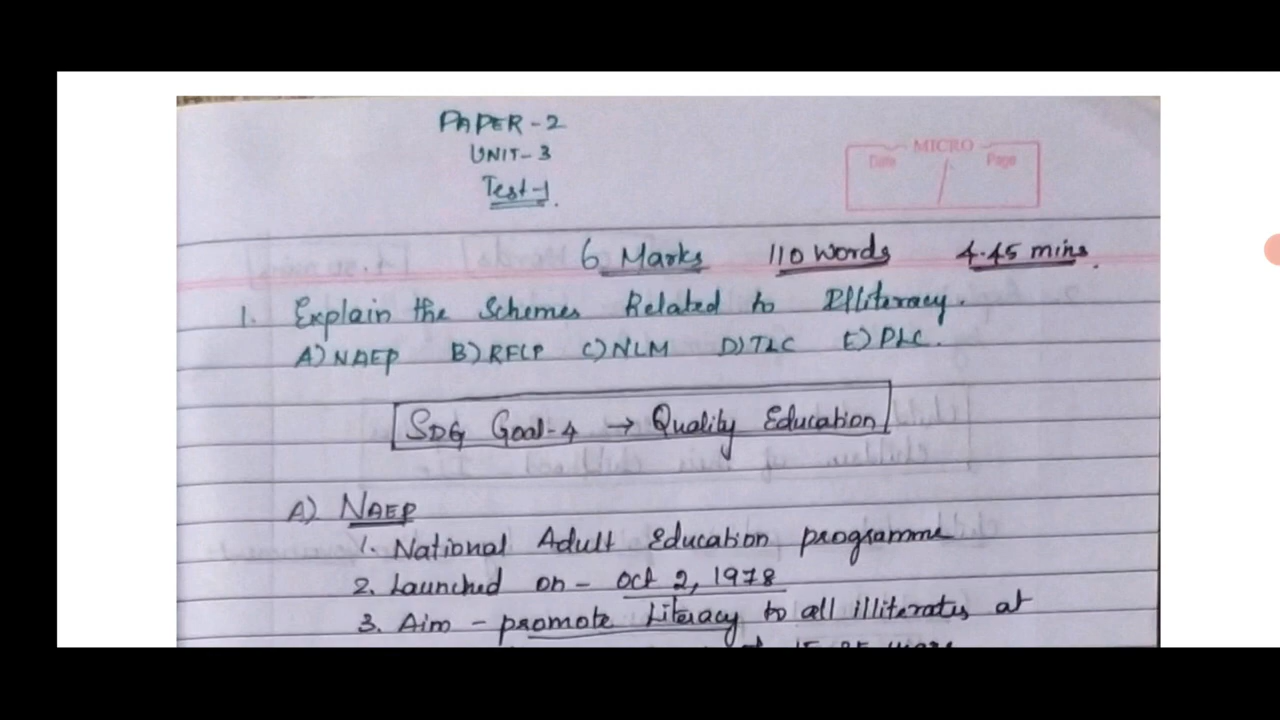 PAPER-2
UNIT-3
Test-1.
MICRO
Date Page
6 Marks 110 Words 4.45 mins.
1. Explain the Schemes Related to Illiteracy.
A) NAEP B) RFLP C) NLM D) TLC E) PLC.
SDG Goal-4 → Quality Education
A) NAEP
1. National Adult Education programme
2. Launched on - Oct 2, 1978
3. Aim - promote Literacy to all illiterates at